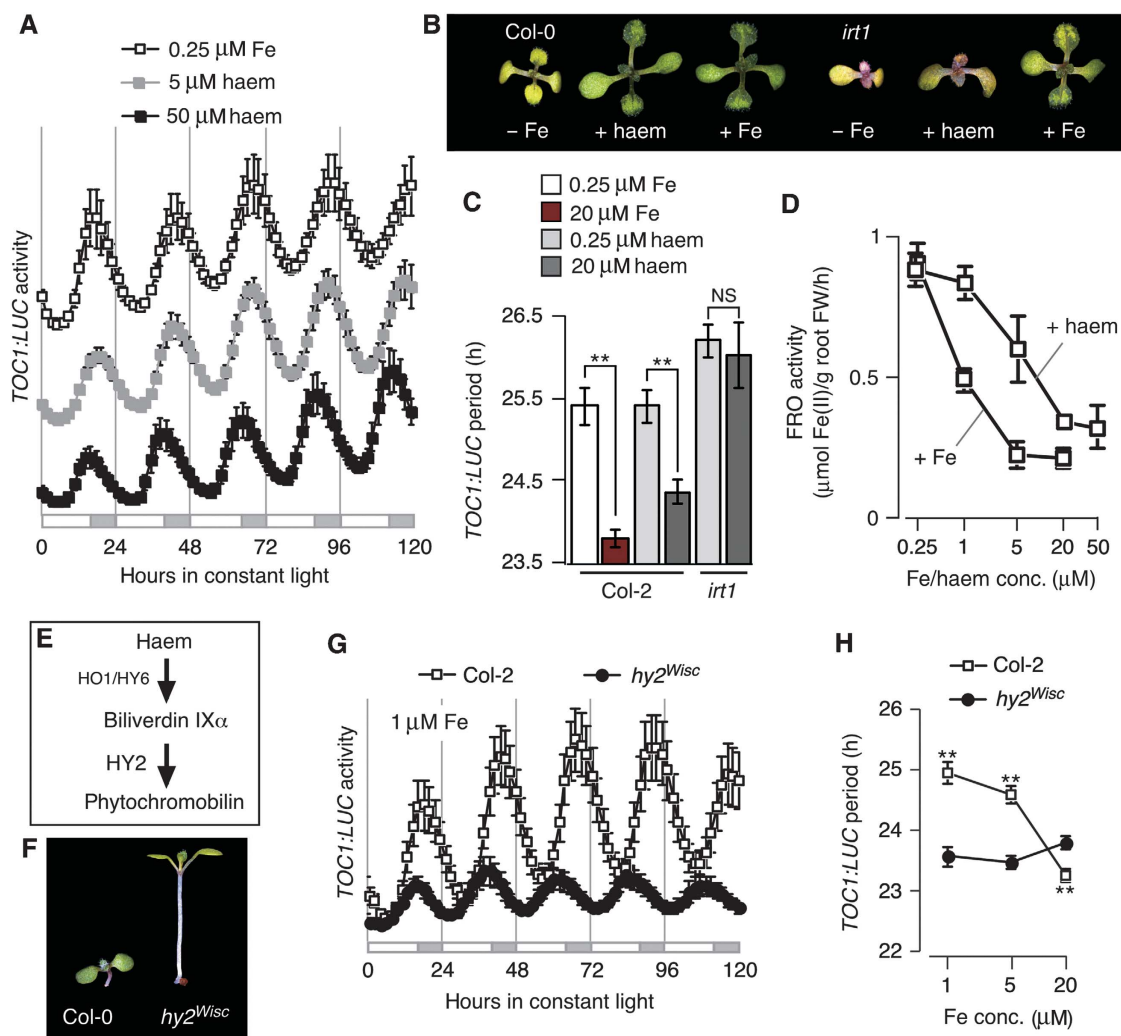 A
0.25 µM Fe
5 µM haem
50 µM haem
TOC1:LUC activity
0 24 48 72 96 120
Hours in constant light
B
Col-0 irt1
– Fe + haem + Fe – Fe + haem + Fe
C
0.25 µM Fe
20 µM Fe
0.25 µM haem
20 µM haem
TOC1:LUC period (h)
26.5
25.5
24.5
23.5
** ** NS
Col-2 irt1
D
FRO activity
(µmol Fe(II)/g root FW/h)
1
0.5
0
+ haem
+ Fe
0.25 1 5 20 50
Fe/haem conc. (µM)
E
Haem
HO1/HY6
Biliverdin IXα
HY2
Phytochromobilin
F
Col-0 hy2Wisc
G
Col-2 hy2Wisc
1 µM Fe
TOC1:LUC activity
0 24 48 72 96 120
Hours in constant light
H
Col-2
hy2Wisc
TOC1:LUC period (h)
26
25
24
23
22
** ** **
1 5 20
Fe conc. (µM)